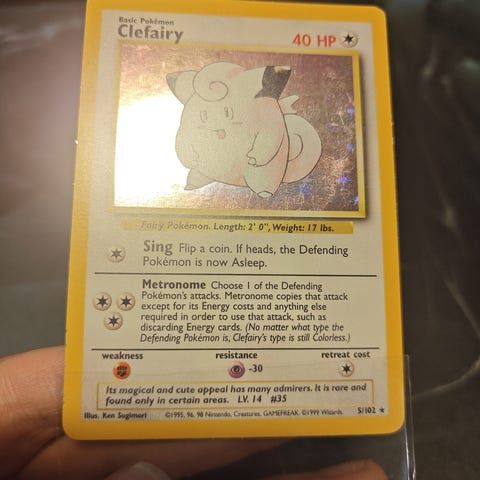 Basic Pokémon
Clefairy
40 HP
Fairy Pokémon. Length: 2' 0", Weight: 17 lbs.
Sing Flip a coin. If heads, the Defending
Pokémon is now Asleep.
Metronome Choose 1 of the Defending
Pokémon's attacks. Metronome copies that attack
except for its Energy costs and anything else
required in order to use that attack, such as
discarding Energy cards. (No matter what type the
Defending Pokémon is, Clefairy's type is still Colorless.)
weakness resistance retreat cost
-30
Its magical and cute appeal has many admirers. It is rare and
found only in certain areas. LV. 14 #35
Illus. Ken Sugimori ©1995, 96, 98 Nintendo, Creatures, GAMEFREAK. ©1999 Wizards. 5/102 ★